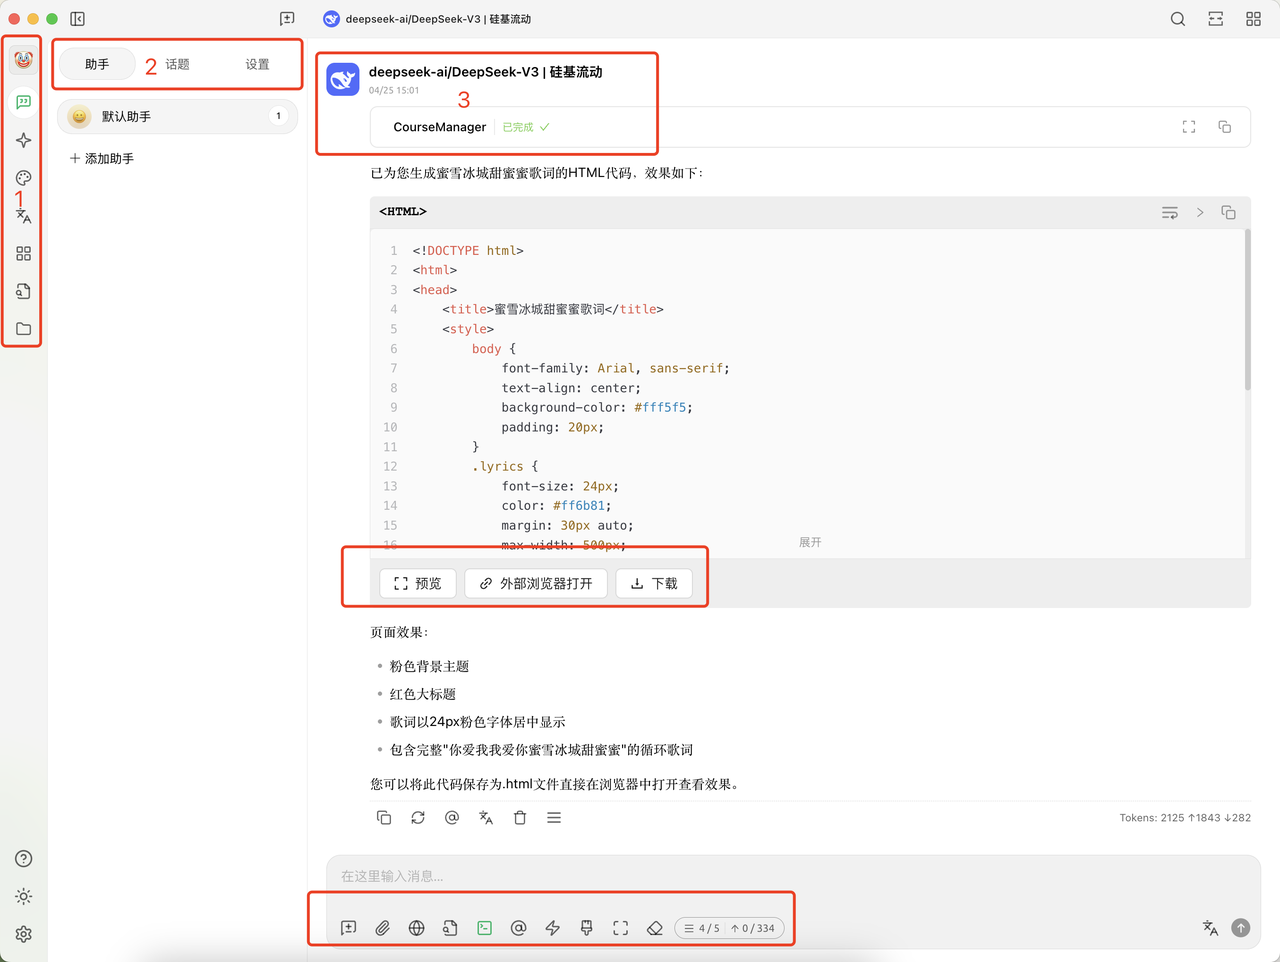 deepseek-ai/DeepSeek-V3 | 硅基流动
1
助手
2
话题
设置
默认助手
1
添加助手
deepseek-ai/DeepSeek-V3 | 硅基流动
04/25 15:01
3
CourseManager
已完成
已为您生成蜜雪冰城甜蜜蜜歌词的HTML代码，效果如下：
<HTML>
1 <!DOCTYPE html>
2 <html>
3 <head>
4 <title>蜜雪冰城甜蜜蜜歌词</title>
5 <style>
6 body {
7 font-family: Arial, sans-serif;
8 text-align: center;
9 background-color: #fff5f5;
10 padding: 20px;
11 }
12 .lyrics {
13 font-size: 24px;
14 color: #ff6b81;
15 margin: 30px auto;
16 max-width: 500px;
展开
预览
外部浏览器打开
下载
页面效果：
• 粉色背景主题
• 红色大标题
• 歌词以24px粉色字体居中显示
• 包含完整"你爱我我爱你蜜雪冰城甜蜜蜜"的循环歌词
您可以将此代码保存为.html文件直接在浏览器中打开查看效果。
Tokens: 2125 ↑1843 ↓282
在这里输入消息...
4 / 5
↑ 0 / 334